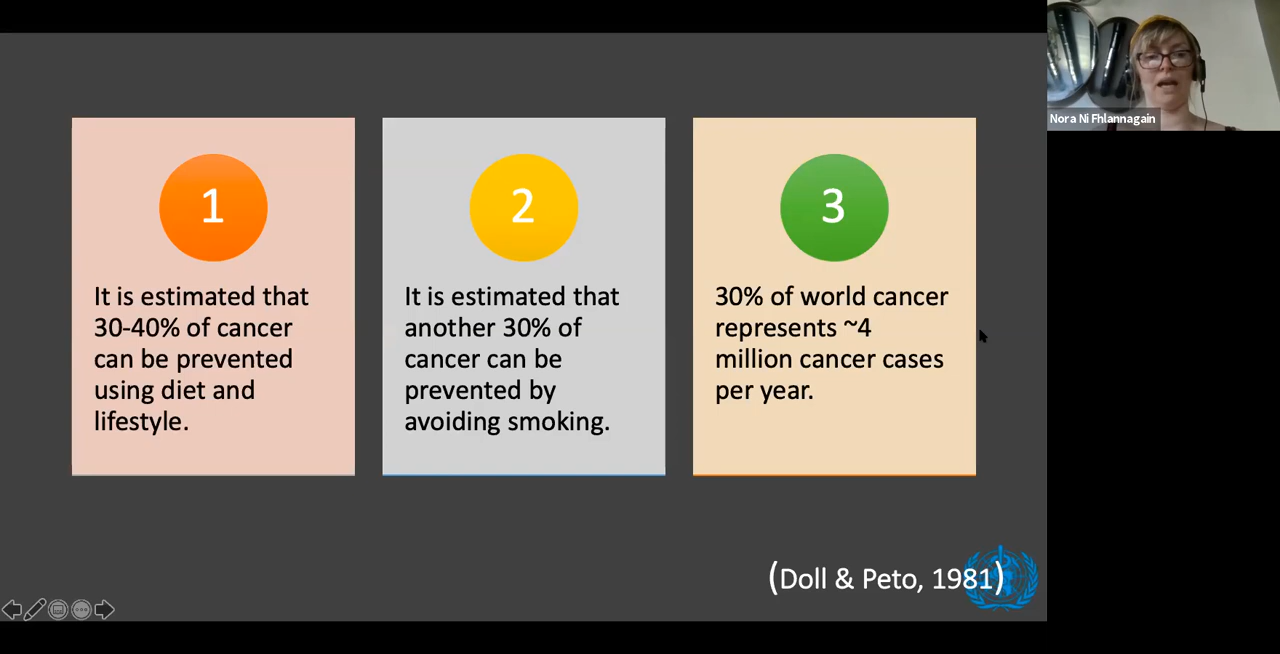 1
It is estimated that
30-40% of cancer
can be prevented
using diet and
lifestyle.
2
It is estimated that
another 30% of
cancer can be
prevented by
avoiding smoking.
3
30% of world cancer
represents ~4
million cancer cases
per year.
(Doll & Peto, 1981)
Nora Ni Fhlannagain